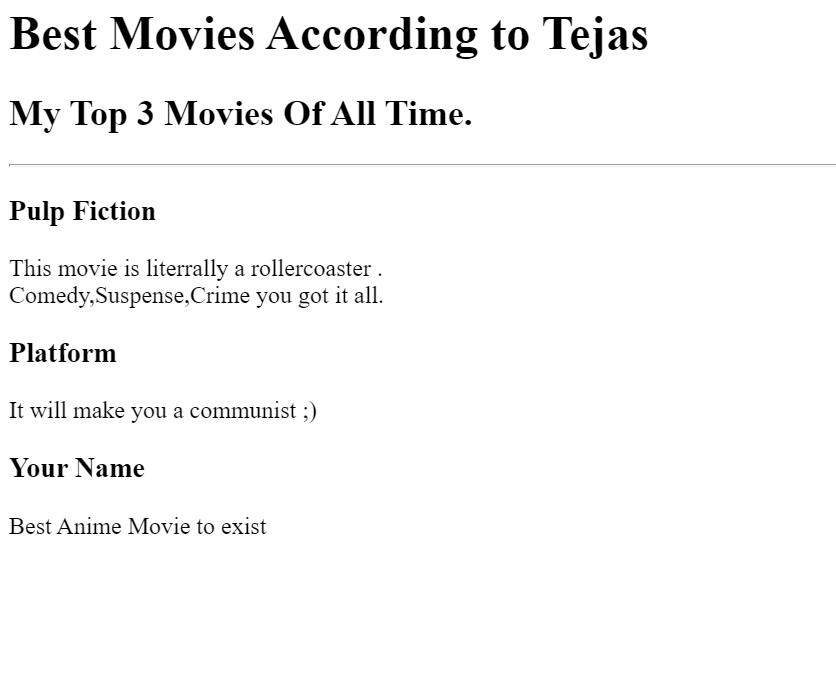 Best Movies According to Tejas
My Top 3 Movies Of All Time.
Pulp Fiction
This movie is literrally a rollercoaster .
Comedy,Suspense,Crime you got it all.
Platform
It will make you a communist ;)
Your Name
Best Anime Movie to exist